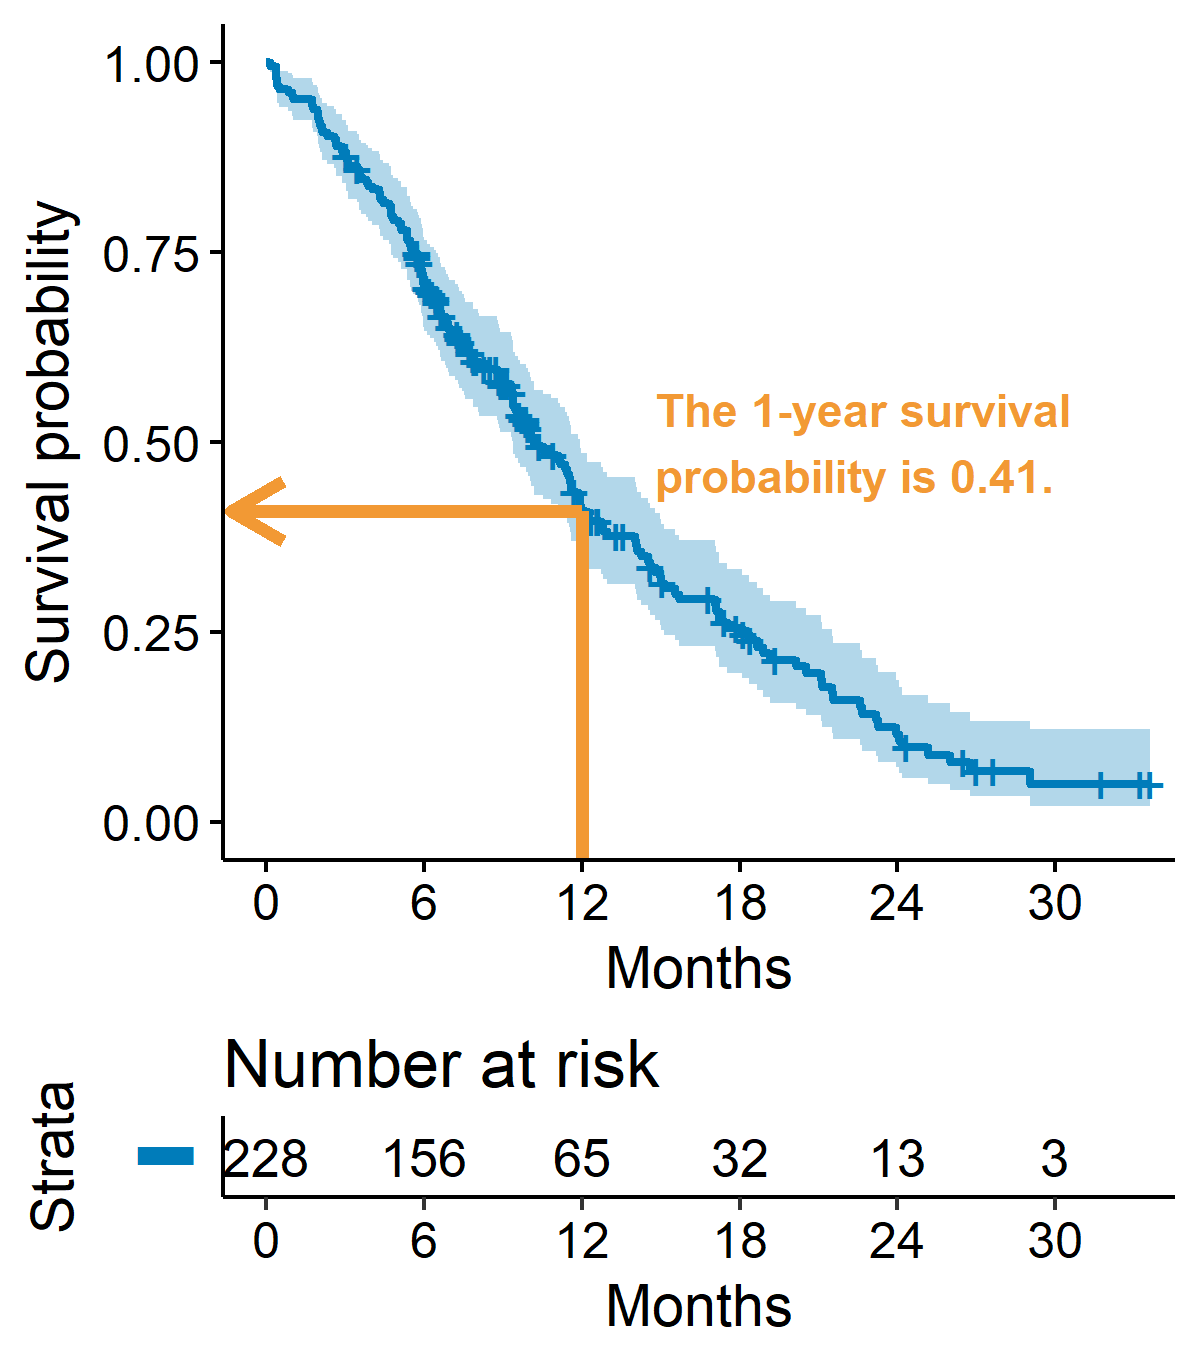 1.00
0.75
0.50
0.25
0.00
Survival probability
The 1-year survival
probability is 0.41.
0 6 12 18 24 30
Months
Number at risk
Strata
228 156 65 32 13 3
0 6 12 18 24 30
Months